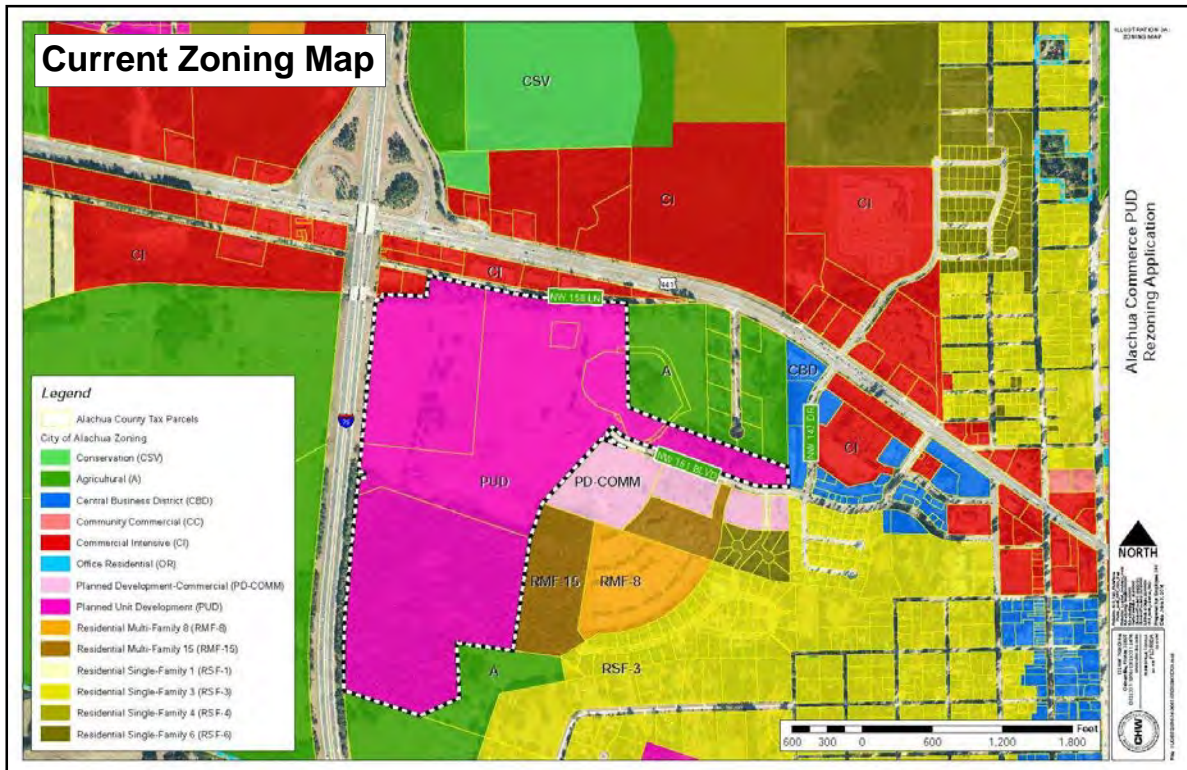 Current Zoning Map
ILLUSTRATION 3A:
ZONING MAP
CSV
CI
CI
CI
CI
441
NW 158 LN
A
CBD
NW 147 DR
CI
75
PUD
PD-COMM
NW 161 BLVD
RMF-15
RMF-8
RSF-3
A
Legend
Alachua County Tax Parcels
City of Alachua Zoning
Conservation (CSV)
Agricultural (A)
Central Business District (CBD)
Community Commercial (CC)
Commercial Intensive (CI)
Office Residential (OR)
Planned Development-Commercial (PD-COMM)
Planned Unit Development (PUD)
Residential Multi-Family 8 (RMF-8)
Residential Multi-Family 15 (RMF-15)
Residential Single-Family 1 (RSF-1)
Residential Single-Family 3 (RSF-3)
Residential Single-Family 4 (RSF-4)
Residential Single-Family 6 (RSF-6)
Feet
600 300 0 600 1,200 1,800
Alachua Commerce PUD
Rezoning Application
NORTH
CHW